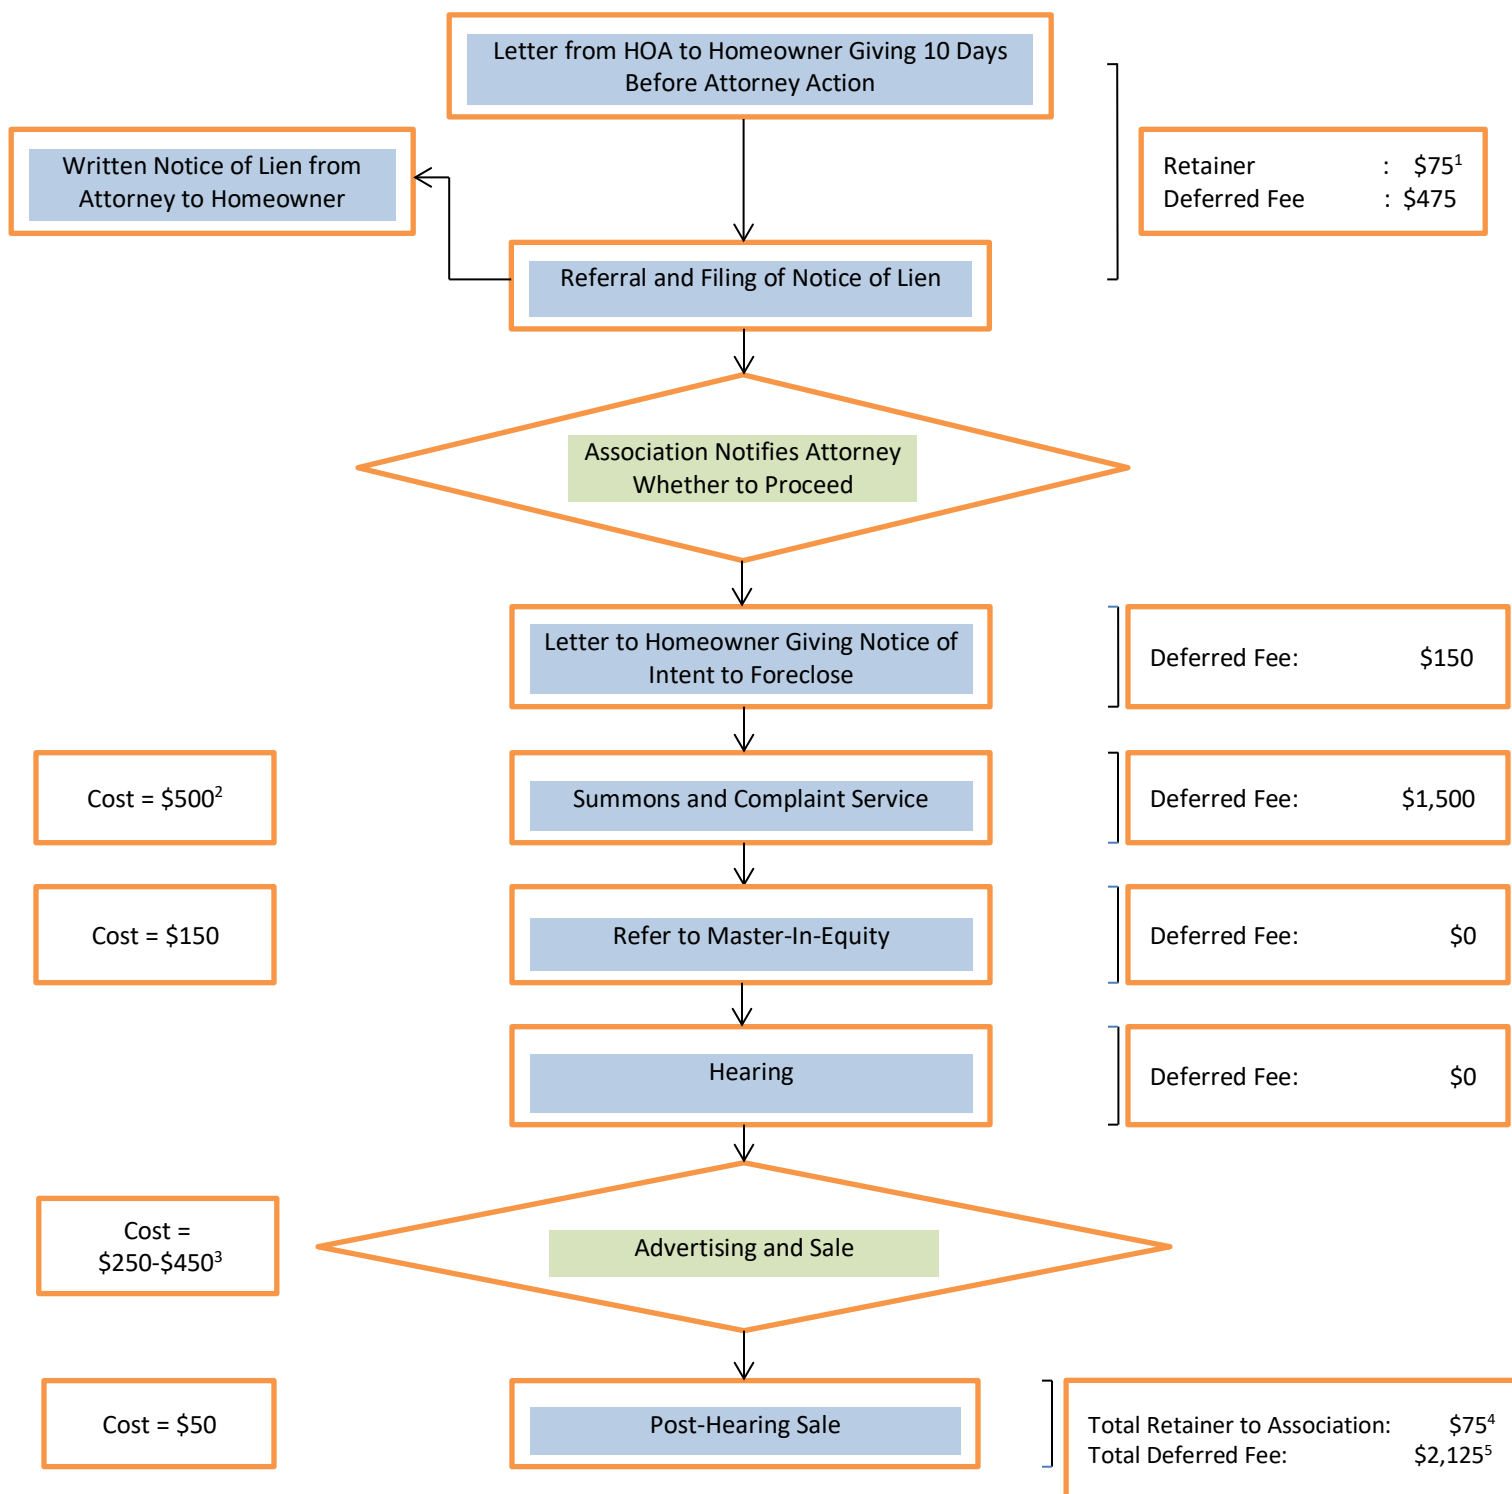 Letter from HOA to Homeowner Giving 10 Days
Before Attorney Action
Written Notice of Lien from
Attorney to Homeowner
Retainer : $75¹
Deferred Fee : $475
Referral and Filing of Notice of Lien
Association Notifies Attorney
Whether to Proceed
Letter to Homeowner Giving Notice of
Intent to Foreclose
Deferred Fee: $150
Cost = $500²
Summons and Complaint Service
Deferred Fee: $1,500
Cost = $150
Refer to Master-In-Equity
Deferred Fee: $0
Hearing
Deferred Fee: $0
Cost =
$250-$450³
Advertising and Sale
Cost = $50
Post-Hearing Sale
Total Retainer to Association: $75⁴
Total Deferred Fee: $2,125⁵